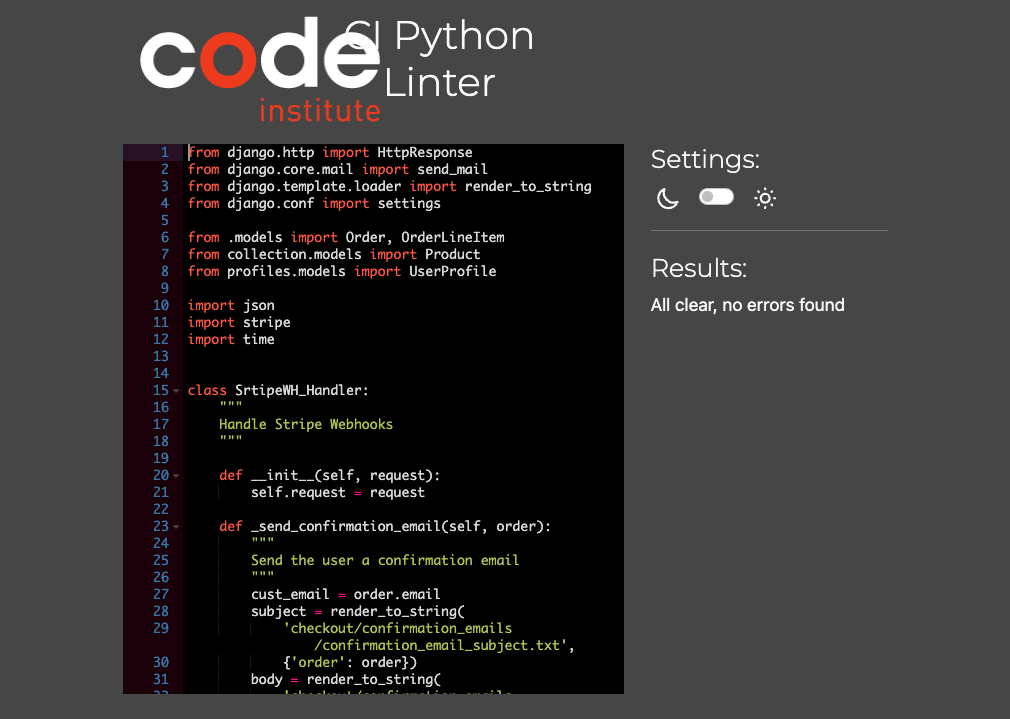 code
institute
CI Python
Linter
1 from django.http import HttpResponse
2 from django.core.mail import send_mail
3 from django.template.loader import render_to_string
4 from django.conf import settings
5
6 from .models import Order, OrderLineItem
7 from collection.models import Product
8 from profiles.models import UserProfile
9
10 import json
11 import stripe
12 import time
13
14
15 class SrtipeWH_Handler:
16     """
17     Handle Stripe Webhooks
18     """
19
20     def __init__(self, request):
21         self.request = request
22
23     def _send_confirmation_email(self, order):
24         """
25         Send the user a confirmation email
26         """
27         cust_email = order.email
28         subject = render_to_string(
29             'checkout/confirmation_emails
/confirmation_email_subject.txt',
30             {'order': order})
31         body = render_to_string(
32             'checkout/confirmation_emails
Settings:
Results:
All clear, no errors found